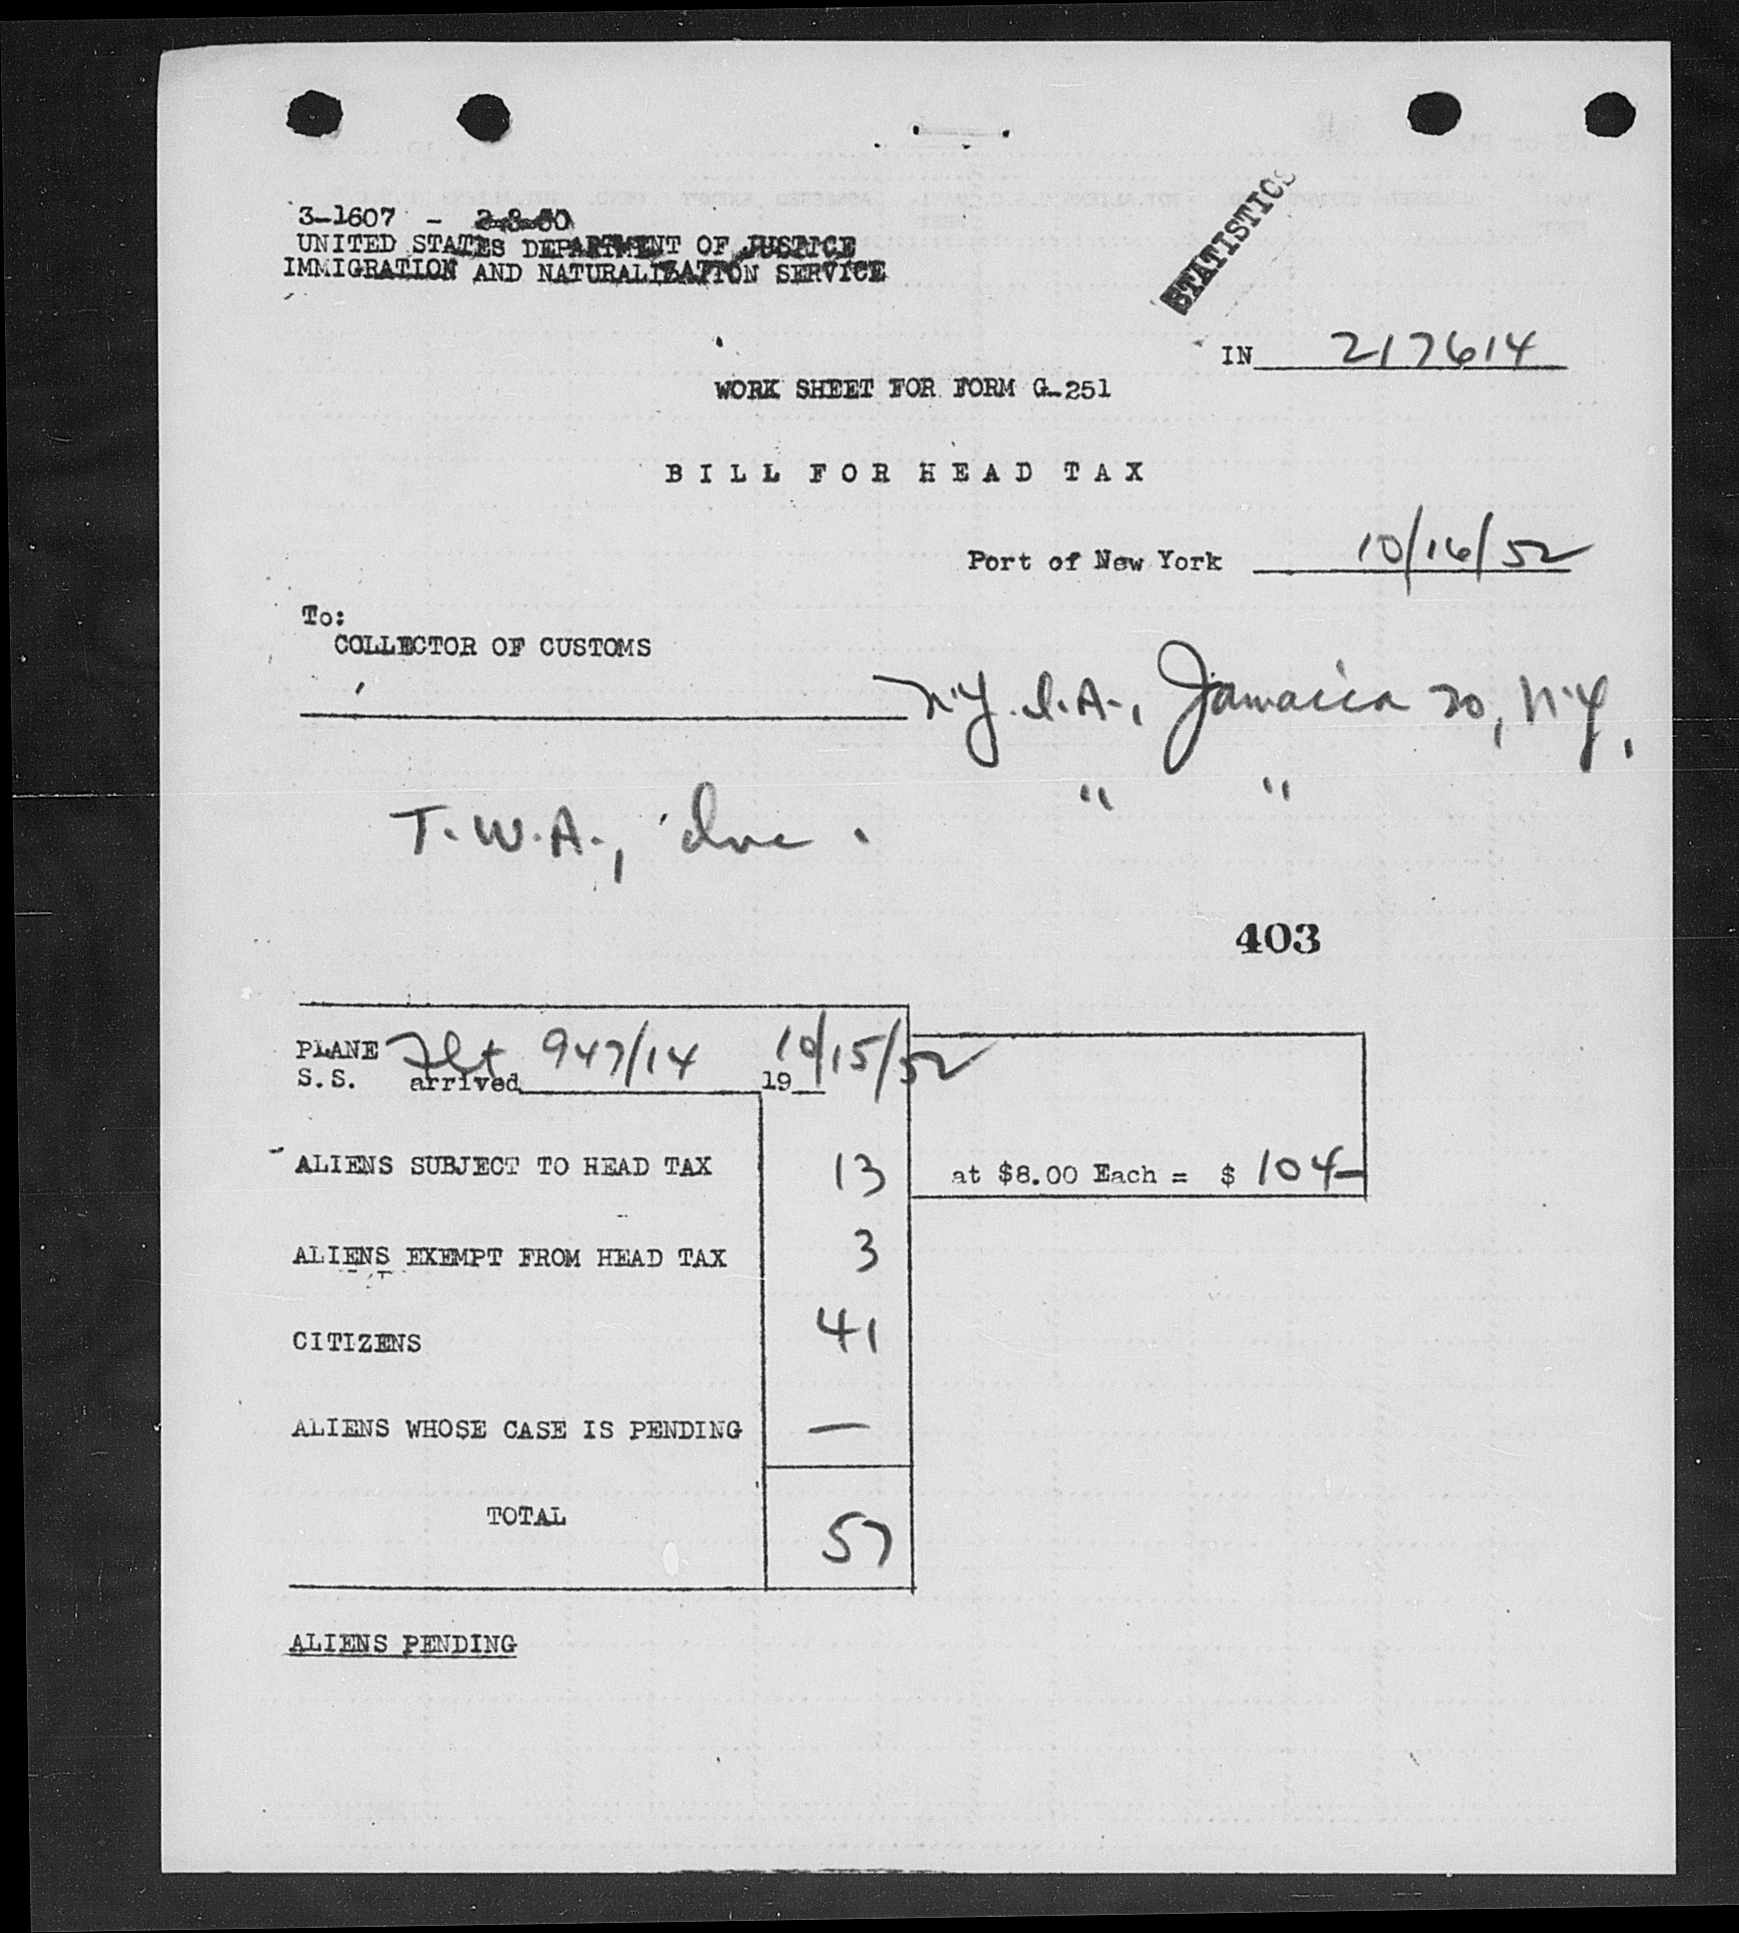 3-1607 - 2-8-50
UNITED STATES DEPARTMENT OF JUSTICE
IMMIGRATION AND NATURALIZATION SERVICE
STATISTICS
IN 217614
WORK SHEET FOR FORM G-251
BILL FOR HEAD TAX
Port of New York 10/16/52
To:
COLLECTOR OF CUSTOMS
N.Y.I.A., Jamaica 20, N.Y.
T.W.A., Inc. " "
403
PLANE Flt 947/14 10/15/52
S.S. arrived 19
ALIENS SUBJECT TO HEAD TAX 13 at $8.00 Each = $ 104-
ALIENS EXEMPT FROM HEAD TAX 3
CITIZENS 41
ALIENS WHOSE CASE IS PENDING —
TOTAL 57
ALIENS PENDING